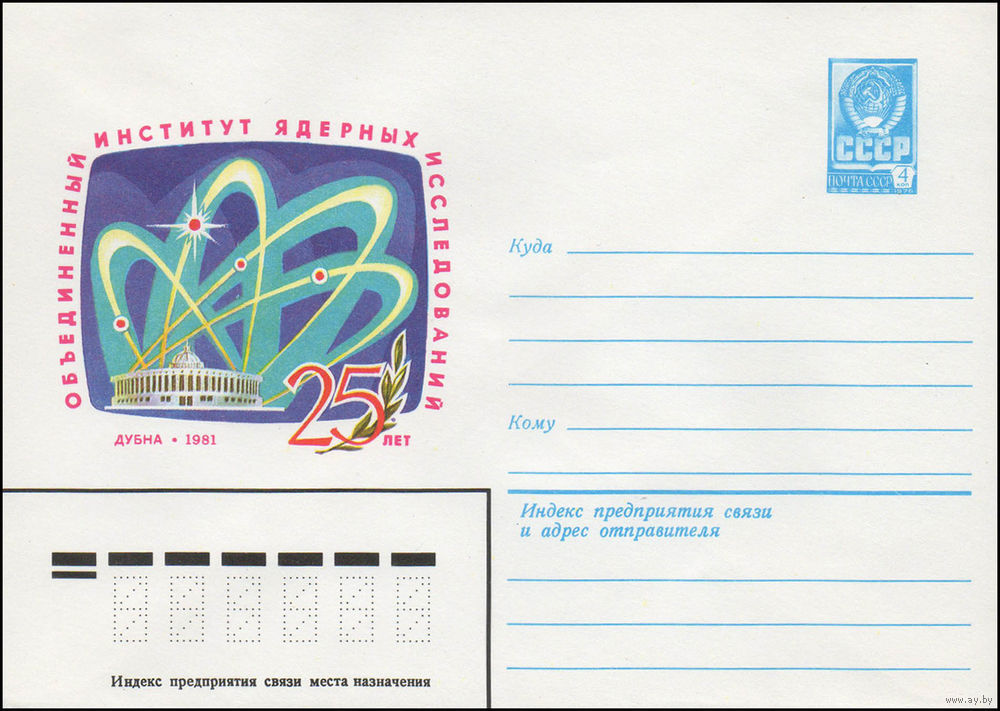 ОБЪЕДИНЕННЫЙ ИНСТИТУТ ЯДЕРНЫХ ИССЛЕДОВАНИЙ
25 ЛЕТ
ДУБНА • 1981
СССР
ПОЧТА СССР 4 КОП
1976
Куда
Кому
Индекс предприятия связи
и адрес отправителя
Индекс предприятия связи места назначения
www.ay.by